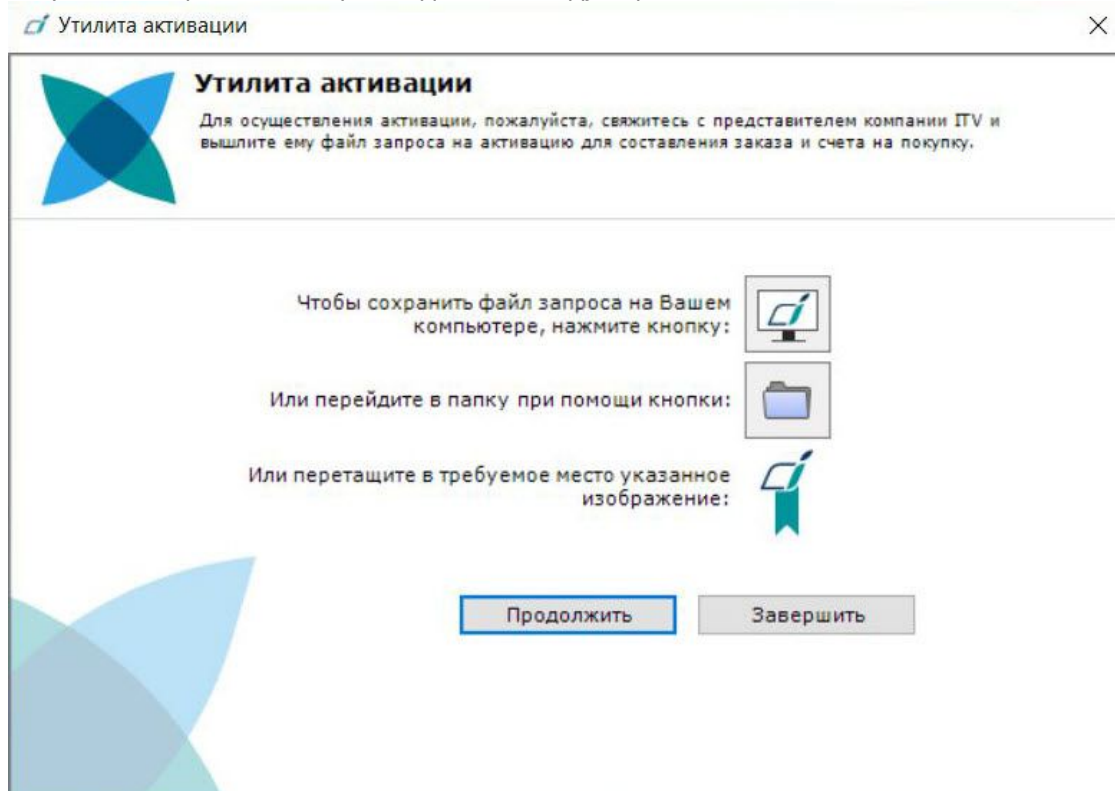 Утилита активации
Утилита активации
Для осуществления активации, пожалуйста, свяжитесь с представителем компании ITV и
вышлите ему файл запроса на активацию для составления заказа и счета на покупку.
Чтобы сохранить файл запроса на Вашем
компьютере, нажмите кнопку:
Или перейдите в папку при помощи кнопки:
Или перетащите в требуемое место указанное
изображение:
Продолжить
Завершить